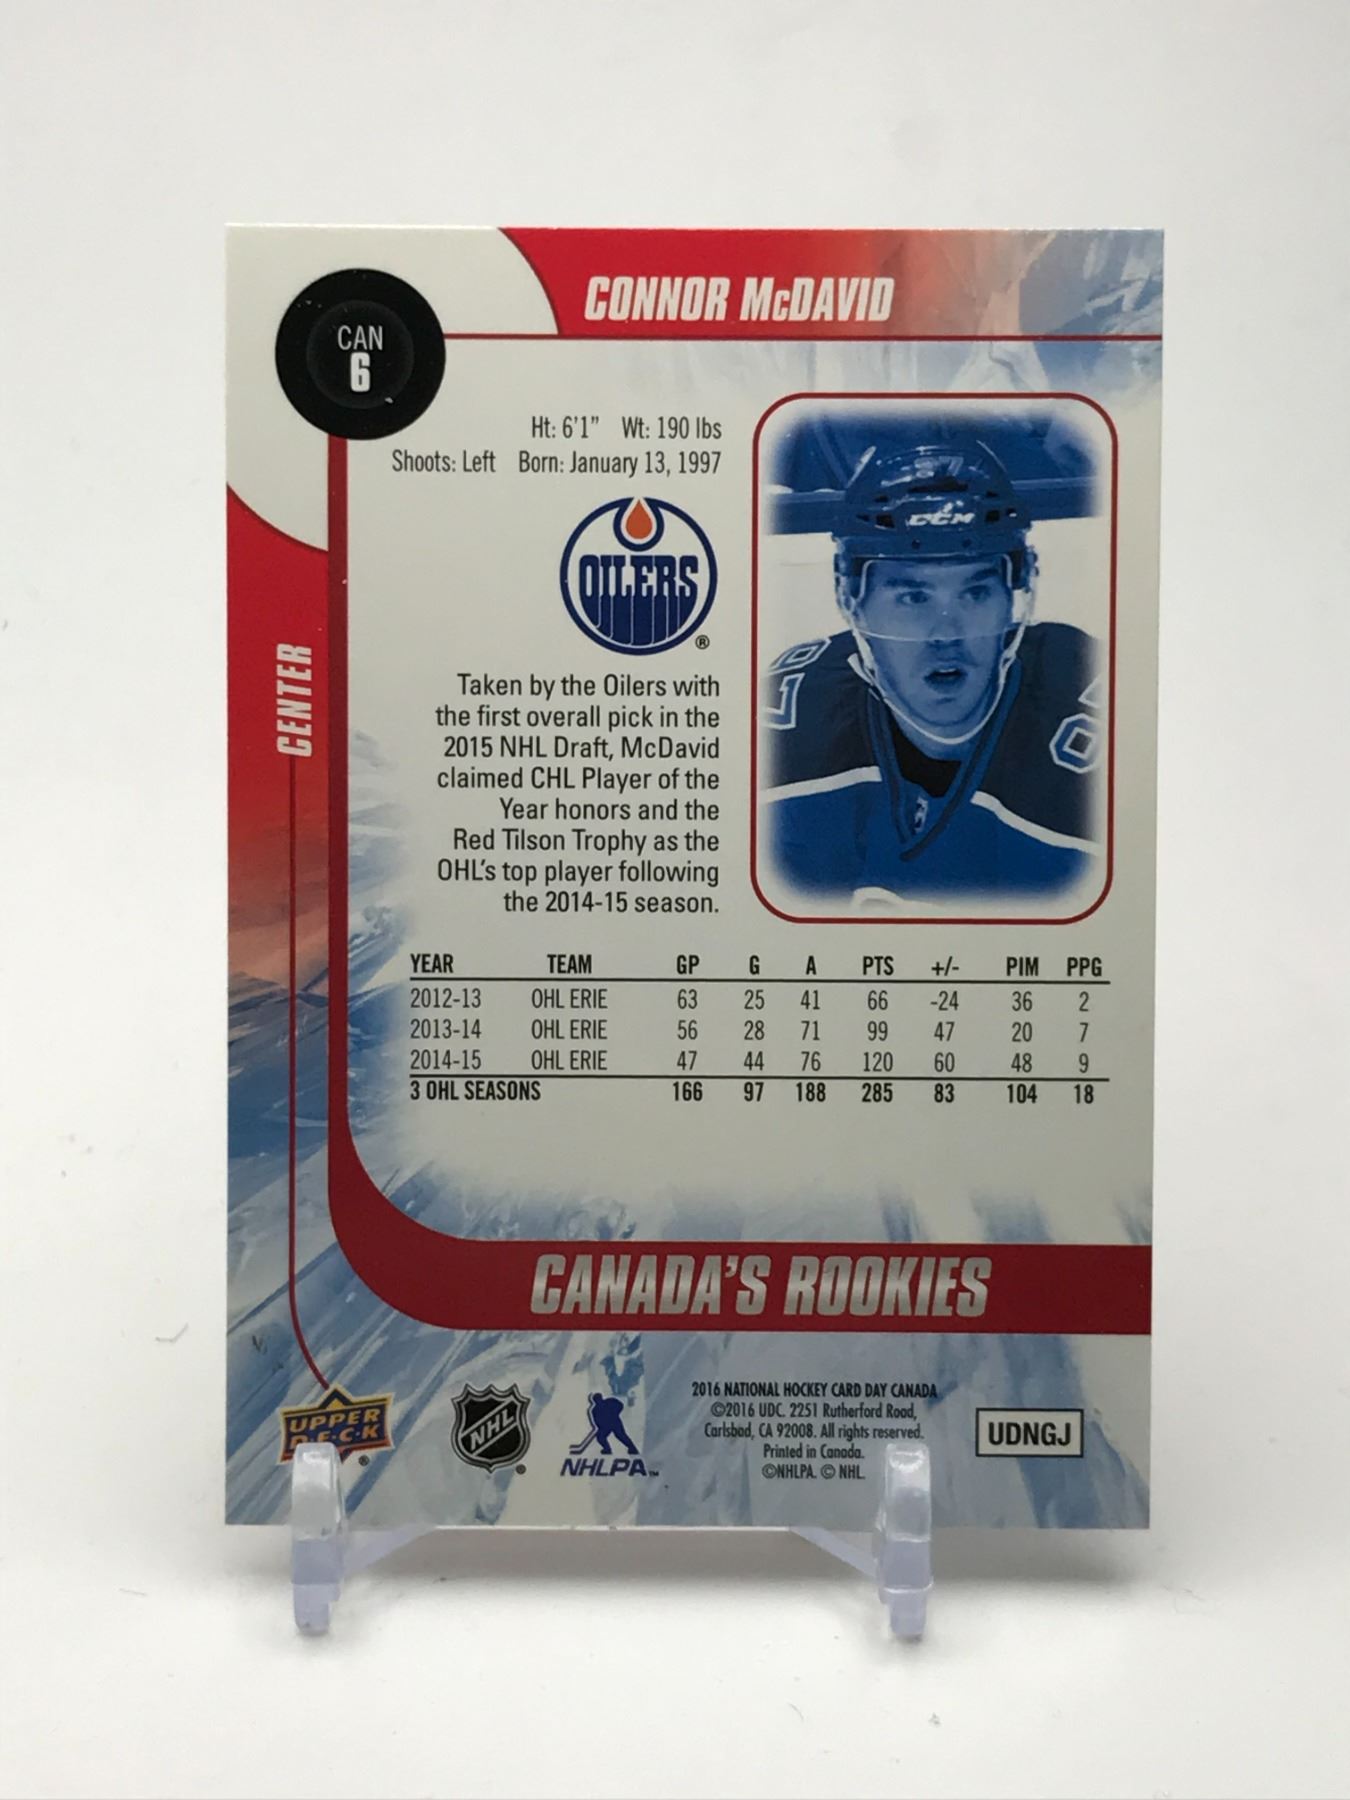 CONNOR McDAVID
CAN
6
Ht: 6'1" Wt: 190 lbs
Shoots: Left Born: January 13, 1997
OILERS
®
CENTER
Taken by the Oilers with
the first overall pick in the
2015 NHL Draft, McDavid
claimed CHL Player of the
Year honors and the
Red Tilson Trophy as the
OHL's top player following
the 2014-15 season.
97
CCM
YEAR TEAM GP G A PTS +/- PIM PPG
2012-13 OHL ERIE 63 25 41 66 -24 36 2
2013-14 OHL ERIE 56 28 71 99 47 20 7
2014-15 OHL ERIE 47 44 76 120 60 48 9
3 OHL SEASONS 166 97 188 285 83 104 18
CANADA'S ROOKIES
UPPER
D·E·C·K
®
NHL
®
NHLPA™
2016 NATIONAL HOCKEY CARD DAY CANADA
©2016 UDC. 2251 Rutherford Road,
Carlsbad, CA 92008. All rights reserved.
Printed in Canada.
©NHLPA. © NHL.
UDNGJ